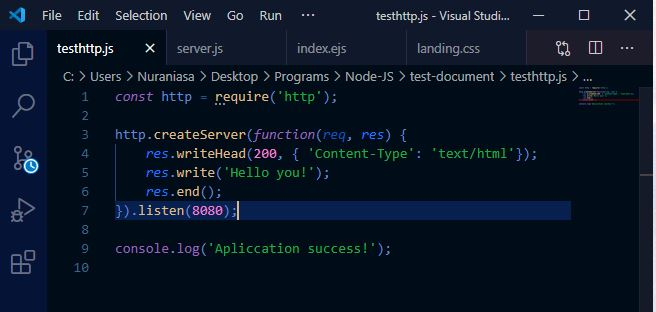 File Edit Selection View Go Run ··· testhttp.js - Visual Studi...
testhttp.js server.js index.ejs landing.css
C: > Users > Nuraniasa > Desktop > Programs > Node-JS > test-document > testhttp.js > ...
1 const http = require('http');
2
3 http.createServer(function(req, res) {
4 res.writeHead(200, { 'Content-Type': 'text/html'});
5 res.write('Hello you!');
6 res.end();
7 }).listen(8080);
8
9 console.log('Apliccation success!');
10